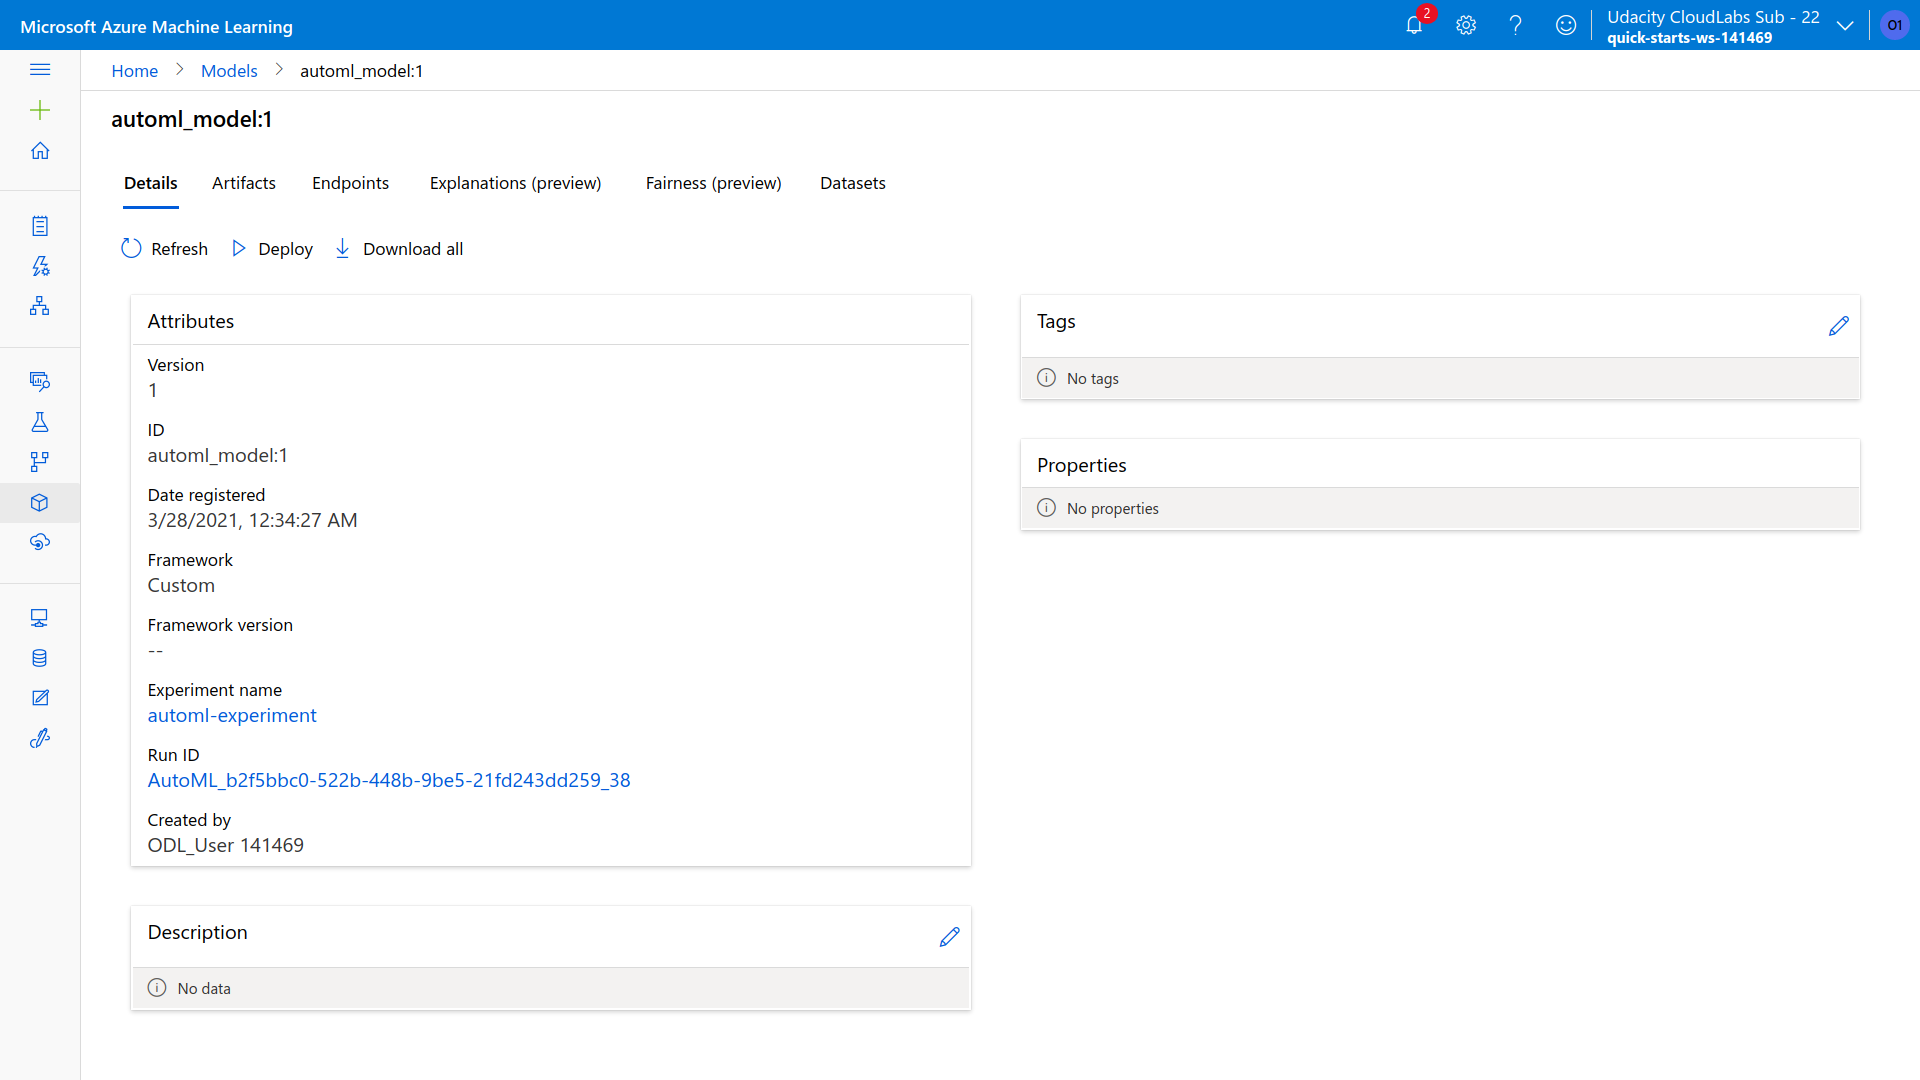 Microsoft Azure Machine Learning
2
Udacity CloudLabs Sub - 22
quick-starts-ws-141469
O1
Home > Models > automl_model:1
automl_model:1
Details Artifacts Endpoints Explanations (preview) Fairness (preview) Datasets
Refresh Deploy Download all
Attributes
Version
1
ID
automl_model:1
Date registered
3/28/2021, 12:34:27 AM
Framework
Custom
Framework version
--
Experiment name
automl-experiment
Run ID
AutoML_b2f5bbc0-522b-448b-9be5-21fd243dd259_38
Created by
ODL_User 141469
Description
No data
Tags
No tags
Properties
No properties